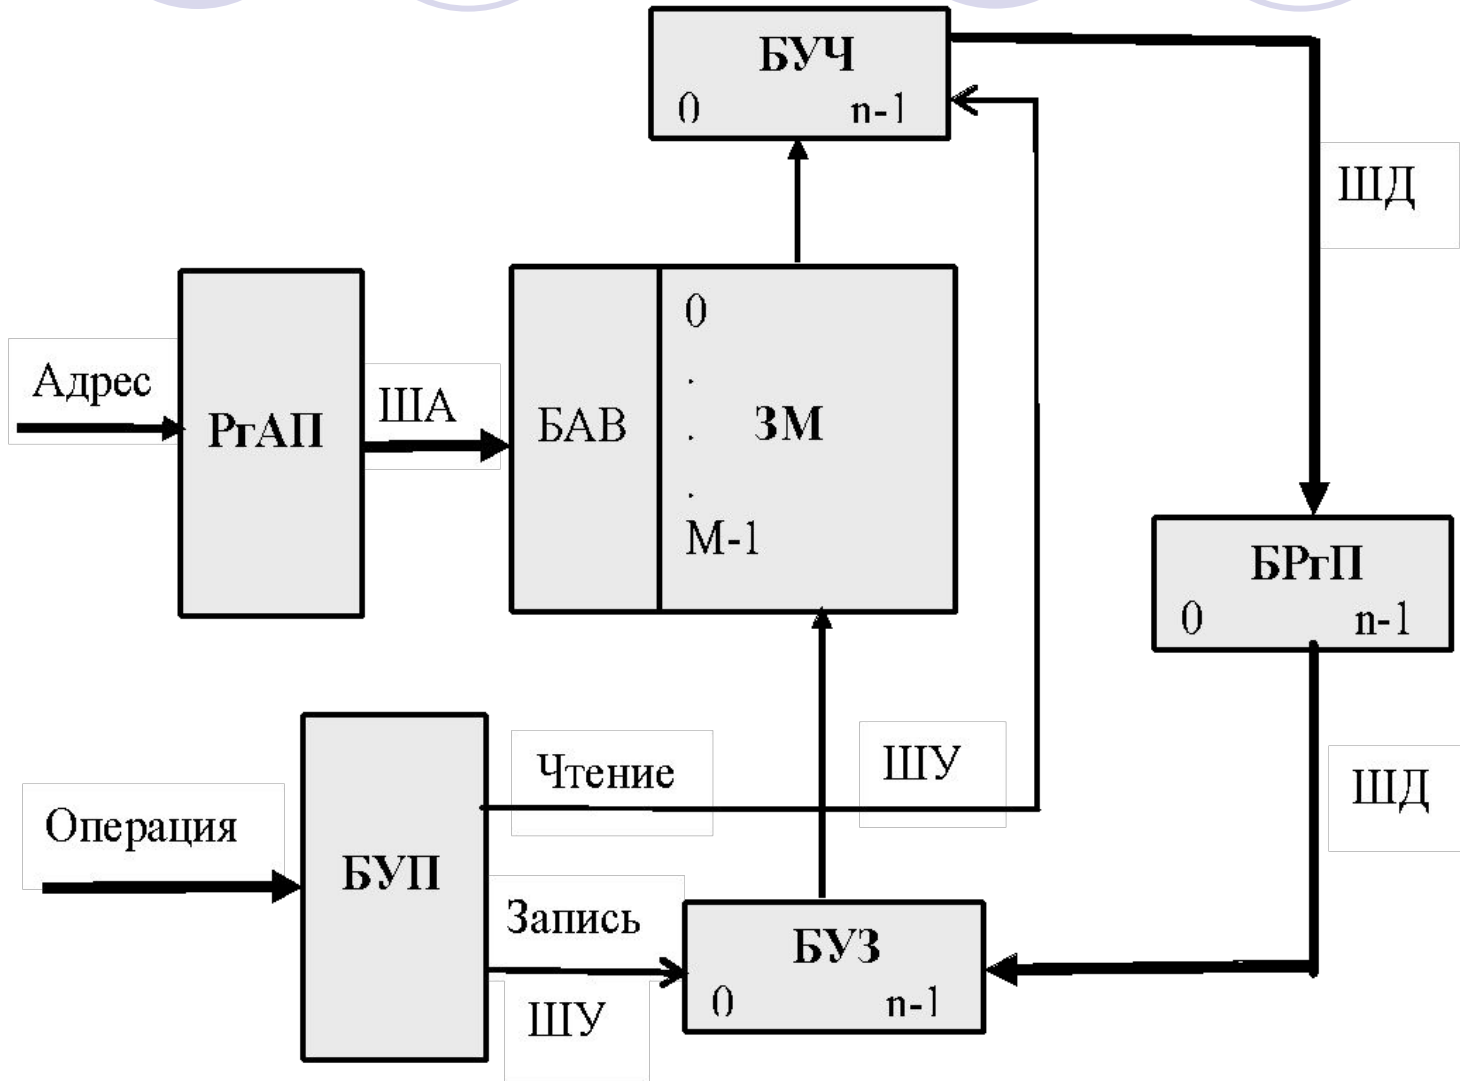 БУЧ
0 n-1
ШД
Адрес
РгАП
ША
БАВ
0
.
.
.
М-1
ЗМ
БРгП
0 n-1
Чтение
ШУ
ШД
Операция
БУП
Запись
ШУ
БУЗ
0 n-1